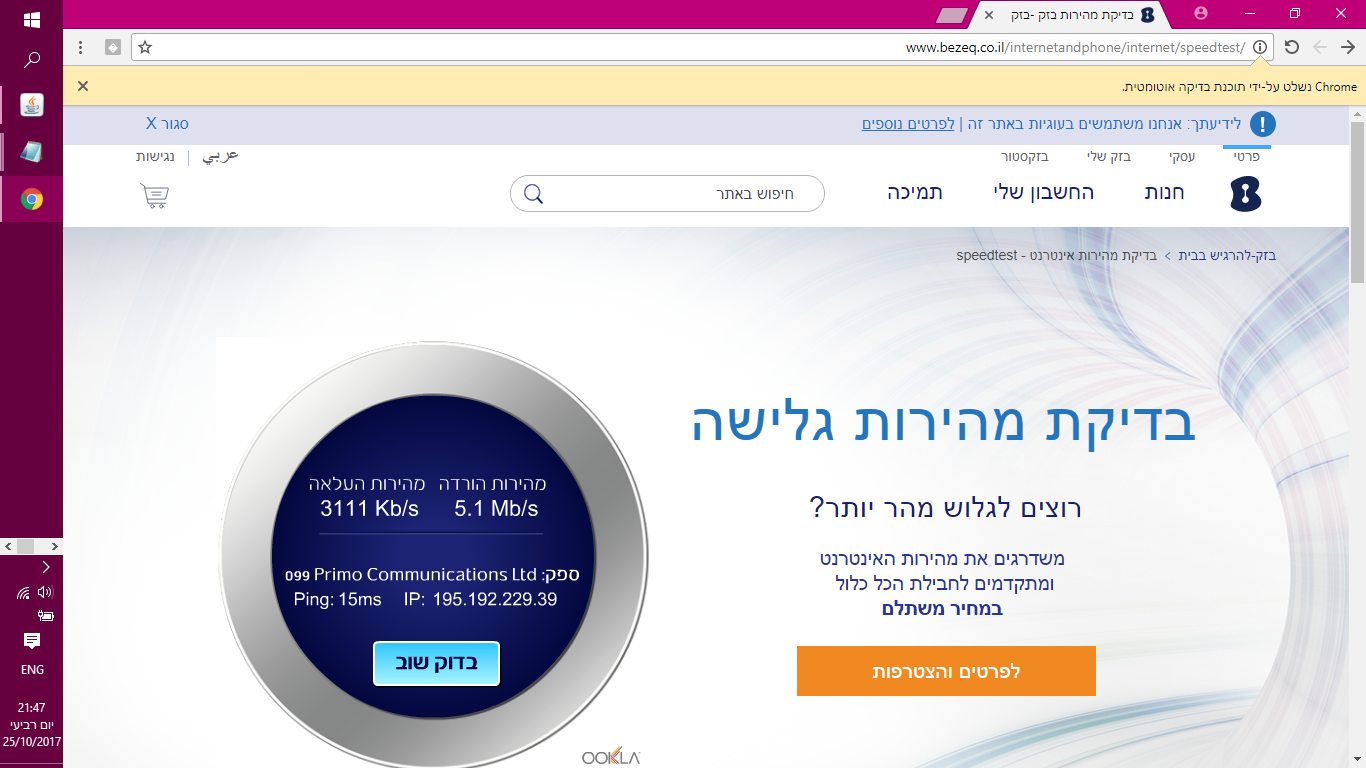 בדיקת מהירות בזק -בזק
www.bezeq.co.il/internetandphone/internet/speedtest/
Chrome נשלט על-ידי תוכנת בדיקה אוטומטית.
לידיעתך: אנחנו משתמשים בעוגיות באתר זה | לפרטים נוספים
סגור X
פרטי
עסקי
בזק שלי
בזקסטור
عربي
נגישות
חנות
החשבון שלי
תמיכה
חיפוש באתר
בזק-להרגיש בבית > בדיקת מהירות אינטרנט - speedtest
בדיקת מהירות גלישה
רוצים לגלוש מהר יותר?
משדרגים את מהירות האינטרנט
ומתקדמים לחבילת הכל כלול
במחיר משתלם
לפרטים והצטרפות
מהירות הורדה מהירות העלאה
5.1 Mb/s 3111 Kb/s
ספק: 099 Primo Communications Ltd
Ping: 15ms IP: 195.192.229.39
בדוק שוב
OOKLA
ENG
21:47
יום רביעי
25/10/2017